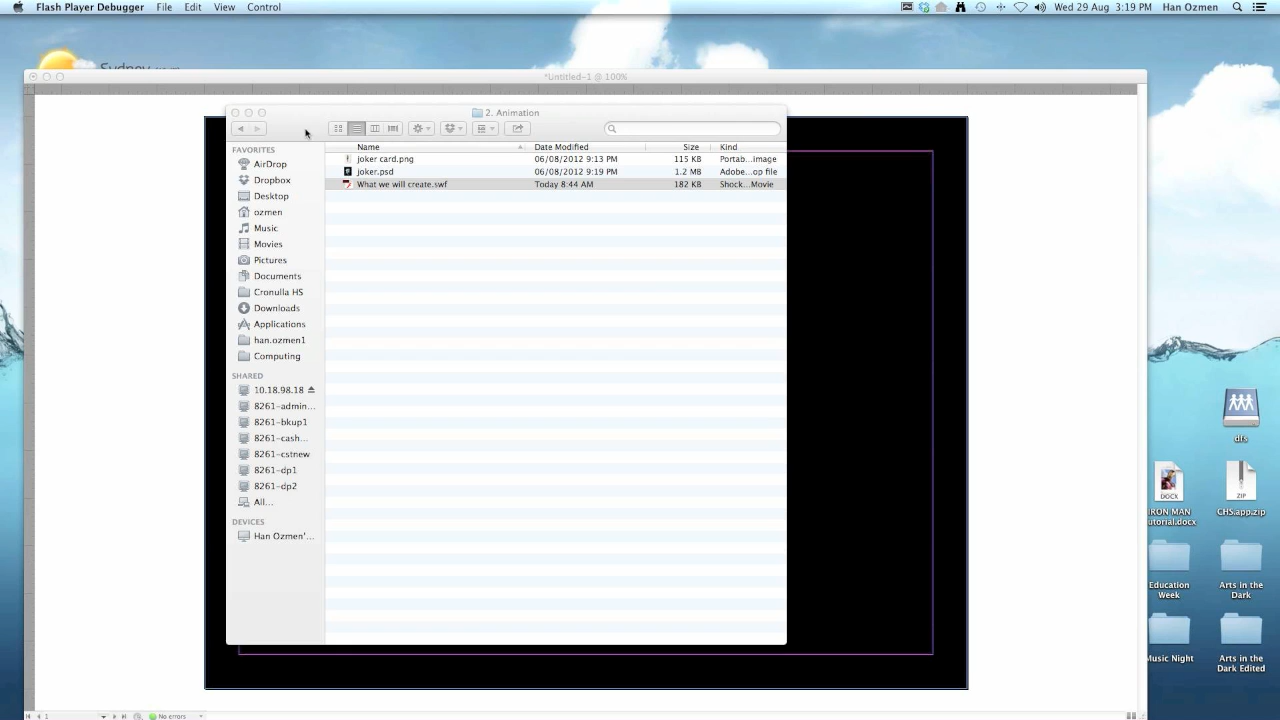 Flash Player Debugger File Edit View Control Wed 29 Aug 3:19 PM Han Ozmen
Sydney
*Untitled-1 @ 100%
2. Animation
FAVORITES
AirDrop
Dropbox
Desktop
ozmen
Music
Movies
Pictures
Documents
Cronulla HS
Downloads
Applications
han.ozmen1
Computing
SHARED
10.18.98.18
8261-admin...
8261-bkup1
8261-cash...
8261-cstnew
8261-dp1
8261-dp2
All...
DEVICES
Han Ozmen'...
Name Date Modified Size Kind
joker card.png 06/08/2012 9:13 PM 115 KB Portab...image
joker.psd 06/08/2012 9:19 PM 1.2 MB Adobe...op file
What we will create.swf Today 8:44 AM 182 KB Shock...Movie
dfs
DOCX
IRON MAN
utorial.docx
ZIP
CHS.app.zip
Education
Week
Arts in the
Dark
Music Night
Arts in the
Dark Edited
1 No errors